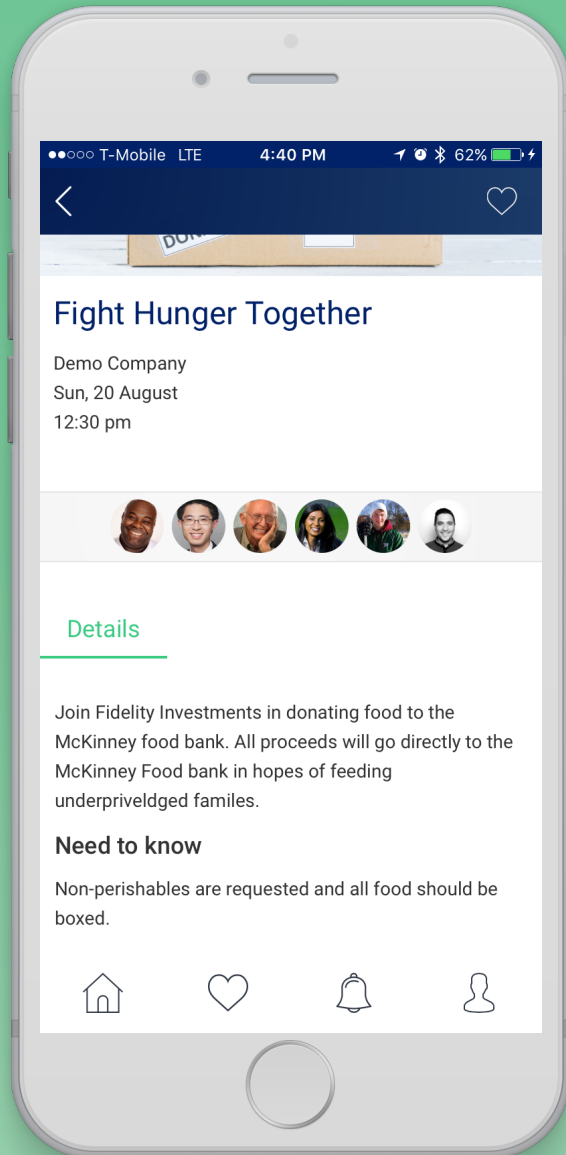 T-Mobile LTE 4:40 PM 62%
Fight Hunger Together
Demo Company
Sun, 20 August
12:30 pm
Details
Join Fidelity Investments in donating food to the
McKinney food bank. All proceeds will go directly to the
McKinney Food bank in hopes of feeding
underpriveldged familes.
Need to know
Non-perishables are requested and all food should be
boxed.